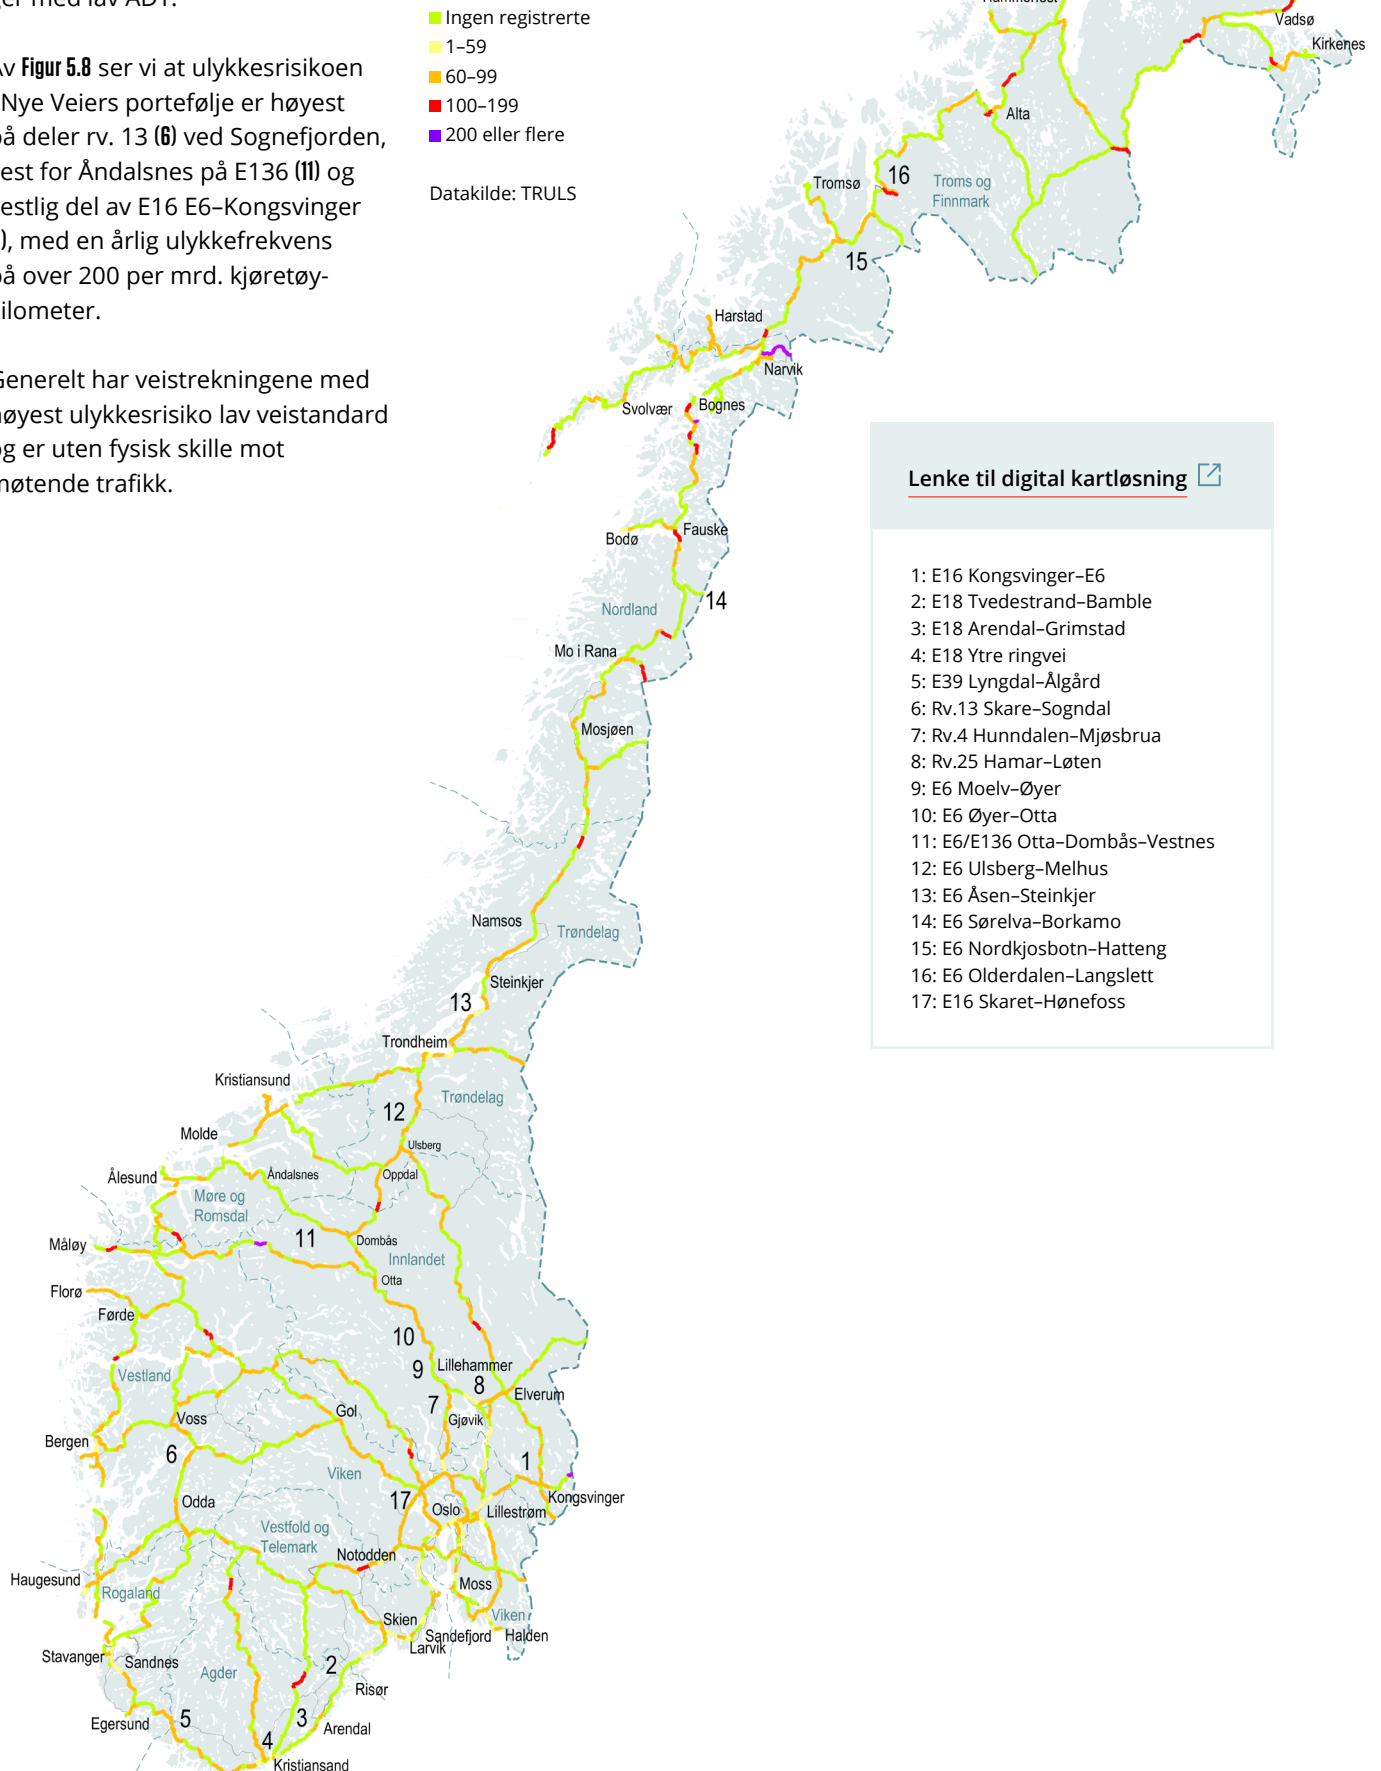 ger med lav ÅDT.
Av Figur 5.8 ser vi at ulykkesrisikoen
Nye Veiers portefølje er høyest
på deler rv. 13 (6) ved Sognefjorden,
est for Åndalsnes på E136 (11) og
estlig del av E16 E6–Kongsvinger
), med en årlig ulykkefrekvens
på over 200 per mrd. kjøretøy-
kilometer.
Generelt har veistrekningene med
høyest ulykkesrisiko lav veistandard
og er uten fysisk skille mot
møtende trafikk.
Ingen registrerte
1–59
60–99
100–199
200 eller flere
Datakilde: TRULS
Hammerfest
Vadsø
Kirkenes
Alta
16
Tromsø
Troms og
Finnmark
15
Harstad
Narvik
Svolvær
Bognes
Fauske
Bodø
14
Nordland
Mo i Rana
Mosjøen
Namsos
Trøndelag
Steinkjer
13
Trondheim
Kristiansund
Trøndelag
12
Molde
Ulsberg
Ålesund
Åndalsnes
Oppdal
Møre og
Romsdal
11
Dombås
Måløy
Innlandet
Otta
Florø
Førde
10
9
Lillehammer
Vestland
8
Elverum
7
Gjøvik
Voss
Gol
Bergen
6
1
Viken
Kongsvinger
Odda
17
Oslo
Lillestrøm
Vestfold og
Telemark
Notodden
Haugesund
Rogaland
Moss
Skien
Viken
Sandefjord
Halden
Larvik
Stavanger
Sandnes
Agder
2
Risør
Egersund
5
3
Arendal
4
Kristiansand
Lenke til digital kartløsning
1: E16 Kongsvinger–E6
2: E18 Tvedestrand–Bamble
3: E18 Arendal–Grimstad
4: E18 Ytre ringvei
5: E39 Lyngdal–Ålgård
6: Rv.13 Skare–Sogndal
7: Rv.4 Hunndalen–Mjøsbrua
8: Rv.25 Hamar–Løten
9: E6 Moelv–Øyer
10: E6 Øyer–Otta
11: E6/E136 Otta–Dombås–Vestnes
12: E6 Ulsberg–Melhus
13: E6 Åsen–Steinkjer
14: E6 Sørelva–Borkamo
15: E6 Nordkjosbotn–Hatteng
16: E6 Olderdalen–Langslett
17: E16 Skaret–Hønefoss